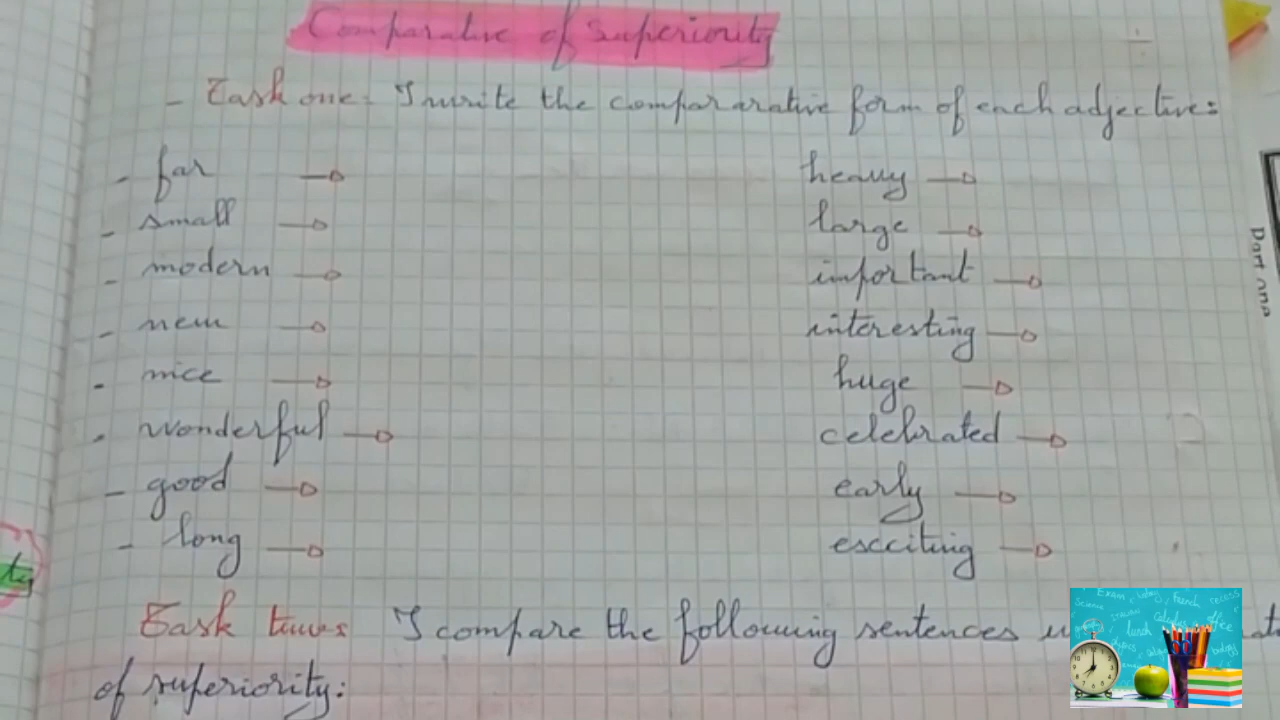 Comparative of superiority
- Task one: I write the compararative form of each adjective:
- far
heavy
- small
large
- modern
important
- new
interesting
- nice
huge
- wonderful
celebrated
- good
early
- long
exciting
Task two: I compare the following sentences
of superiority: